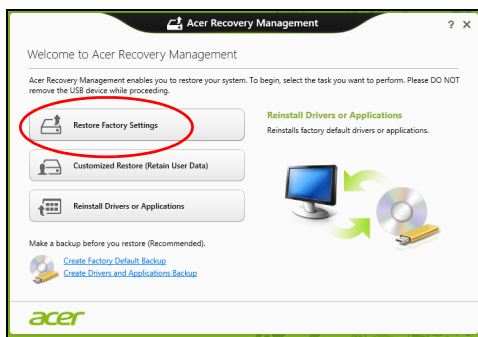 Acer Recovery Management
? X
Welcome to Acer Recovery Management
Acer Recovery Management enables you to restore your system. To begin, select the task you want to perform. Please DO NOT
remove the USB device while proceeding.
Restore Factory Settings
Customized Restore (Retain User Data)
Reinstall Drivers or Applications
Reinstall Drivers or Applications
Reinstalls factory default drivers or applications.
Make a backup before you restore (Recommended).
Create Factory Default Backup
Create Drivers and Applications Backup
acer